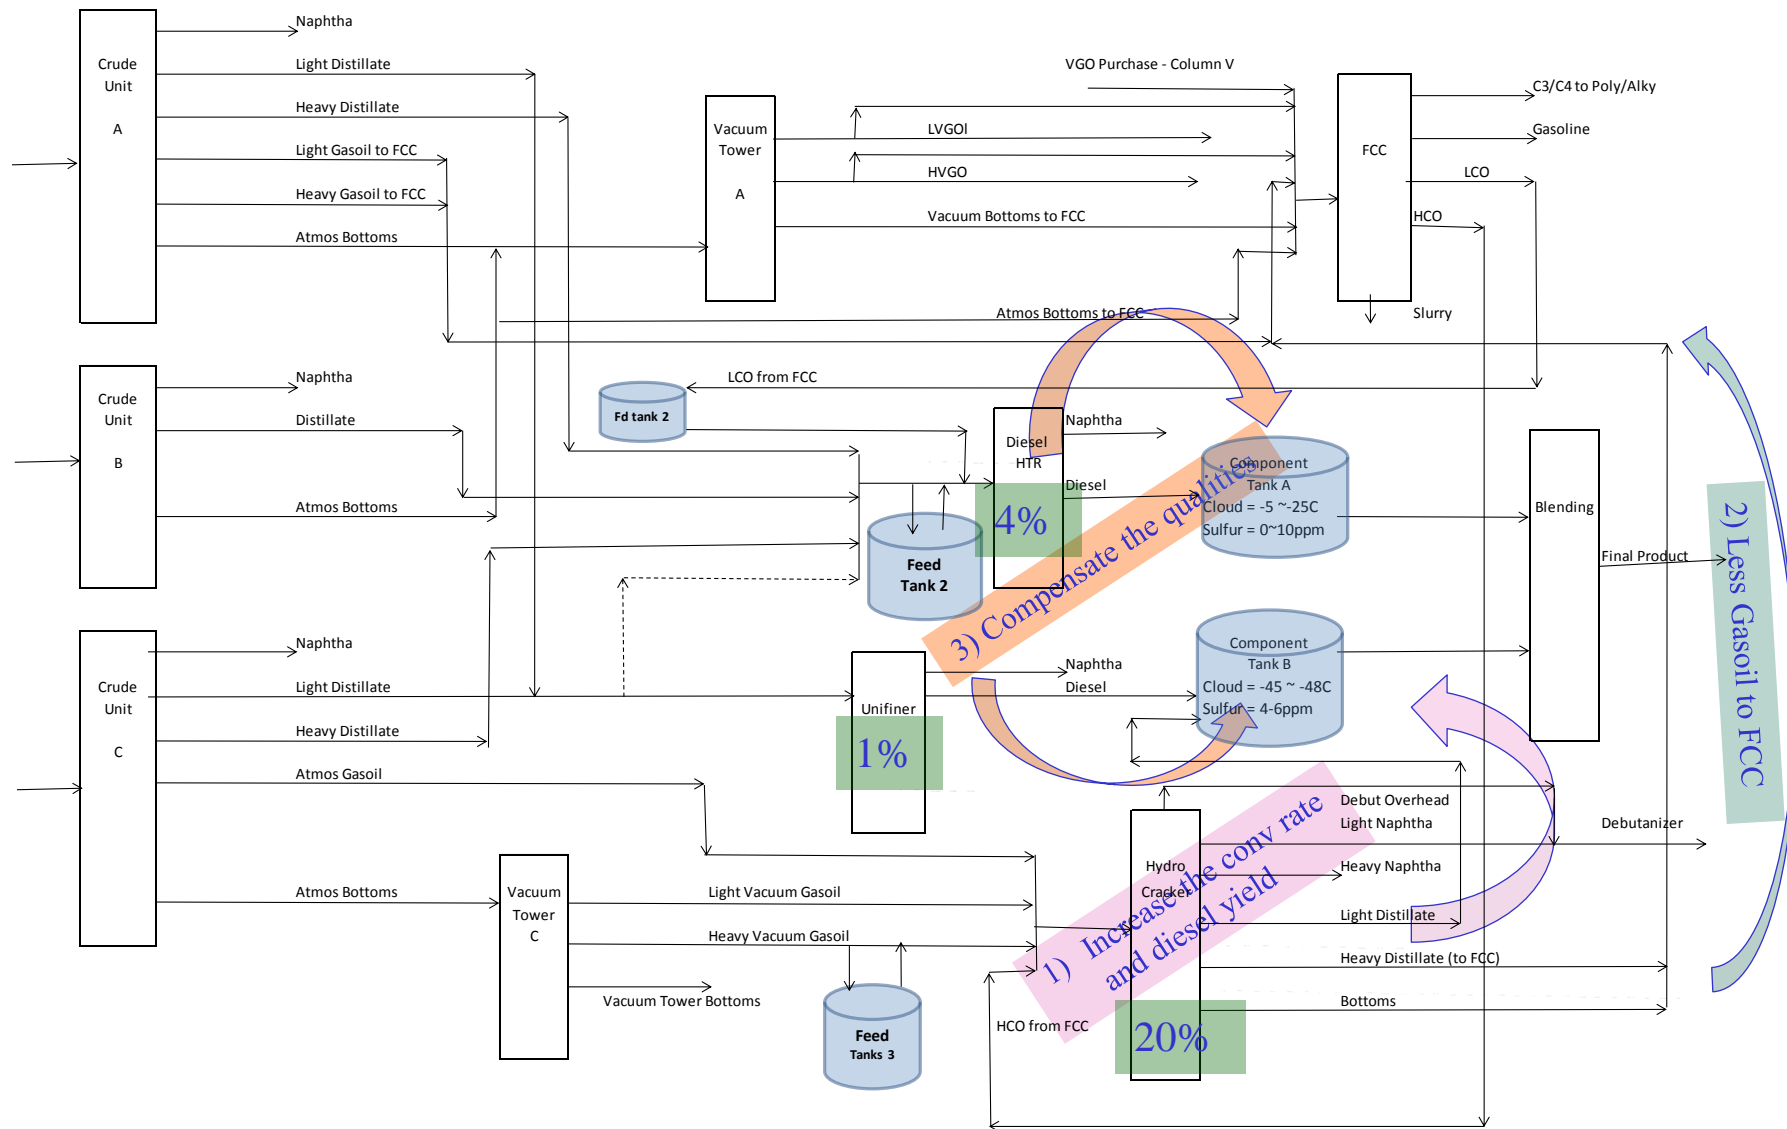 Naphtha
Light Distillate
Heavy Distillate
Light Gasoil to FCC
Heavy Gasoil to FCC
Atmos Bottoms
Crude
Unit
A
Vacuum
Tower
A
LVGOl
HVGO
Vacuum Bottoms to FCC
VGO Purchase - Column V
FCC
C3/C4 to Poly/Alky
Gasoline
LCO
HCO
Slurry
Atmos Bottoms to FCC
LCO from FCC
Crude
Unit
B
Naphtha
Distillate
Atmos Bottoms
Fd tank 2
Diesel
HTR
4%
Naphtha
Diesel
Feed
Tank 2
Component
Tank A
Cloud = -5 ~-25C
Sulfur = 0~10ppm
Blending
Final Product
3) Compensate the qualities
2) Less Gasoil to FCC
Crude
Unit
C
Naphtha
Light Distillate
Heavy Distillate
Atmos Gasoil
Atmos Bottoms
Unifiner
1%
Naphtha
Diesel
Component
Tank B
Cloud = -45 ~ -48C
Sulfur = 4-6ppm
Vacuum
Tower
C
Light Vacuum Gasoil
Heavy Vacuum Gasoil
Vacuum Tower Bottoms
Feed
Tanks 3
HCO from FCC
Hydro
Cracker
20%
1) Increase the conv rate
and diesel yield
Debut Overhead
Light Naphtha
Debutanizer
Heavy Naphtha
Light Distillate
Heavy Distillate (to FCC)
Bottoms